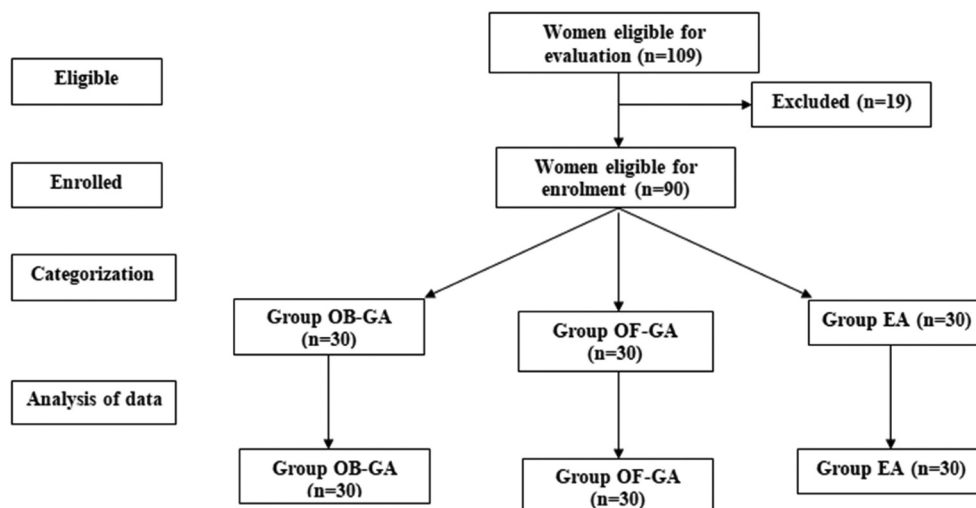 Women eligible for
evaluation (n=109)
Eligible
Excluded (n=19)
Women eligible for
enrolment (n=90)
Enrolled
Categorization
Group OB-GA
(n=30)
Group OF-GA
(n=30)
Group EA (n=30)
Analysis of data
Group OB-GA
(n=30)
Group OF-GA
(n=30)
Group EA (n=30)